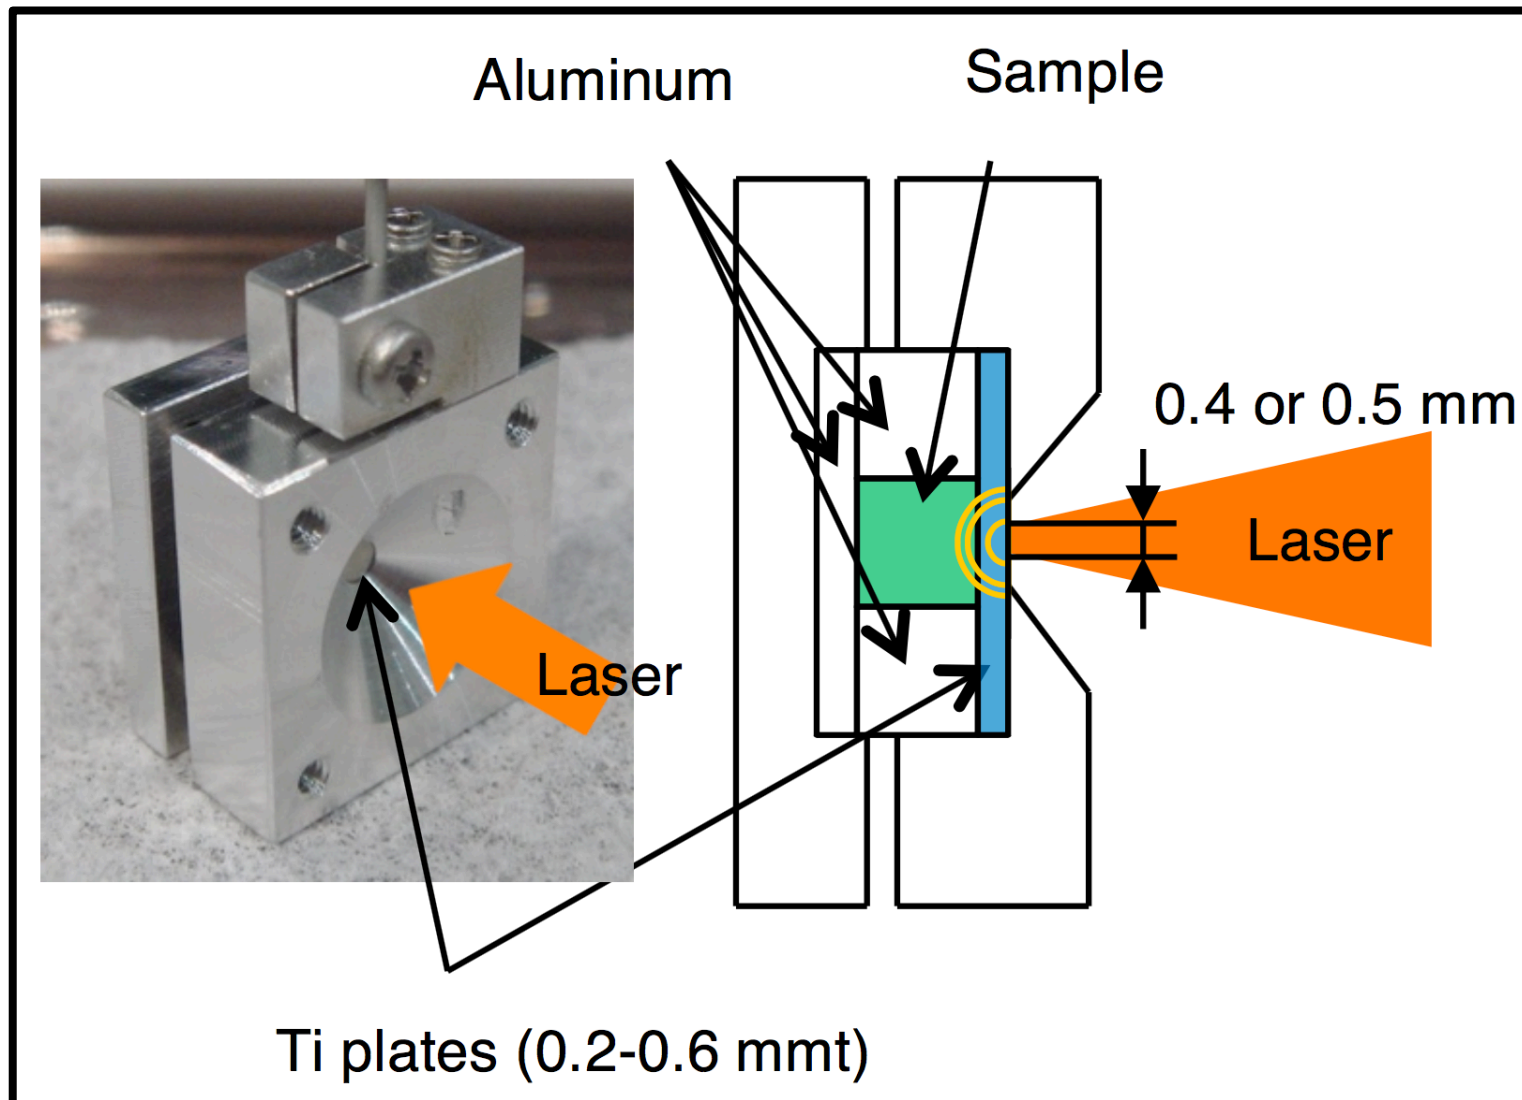 Aluminum
Sample
0.4 or 0.5 mm
Laser
Laser
Ti plates (0.2-0.6 mmt)